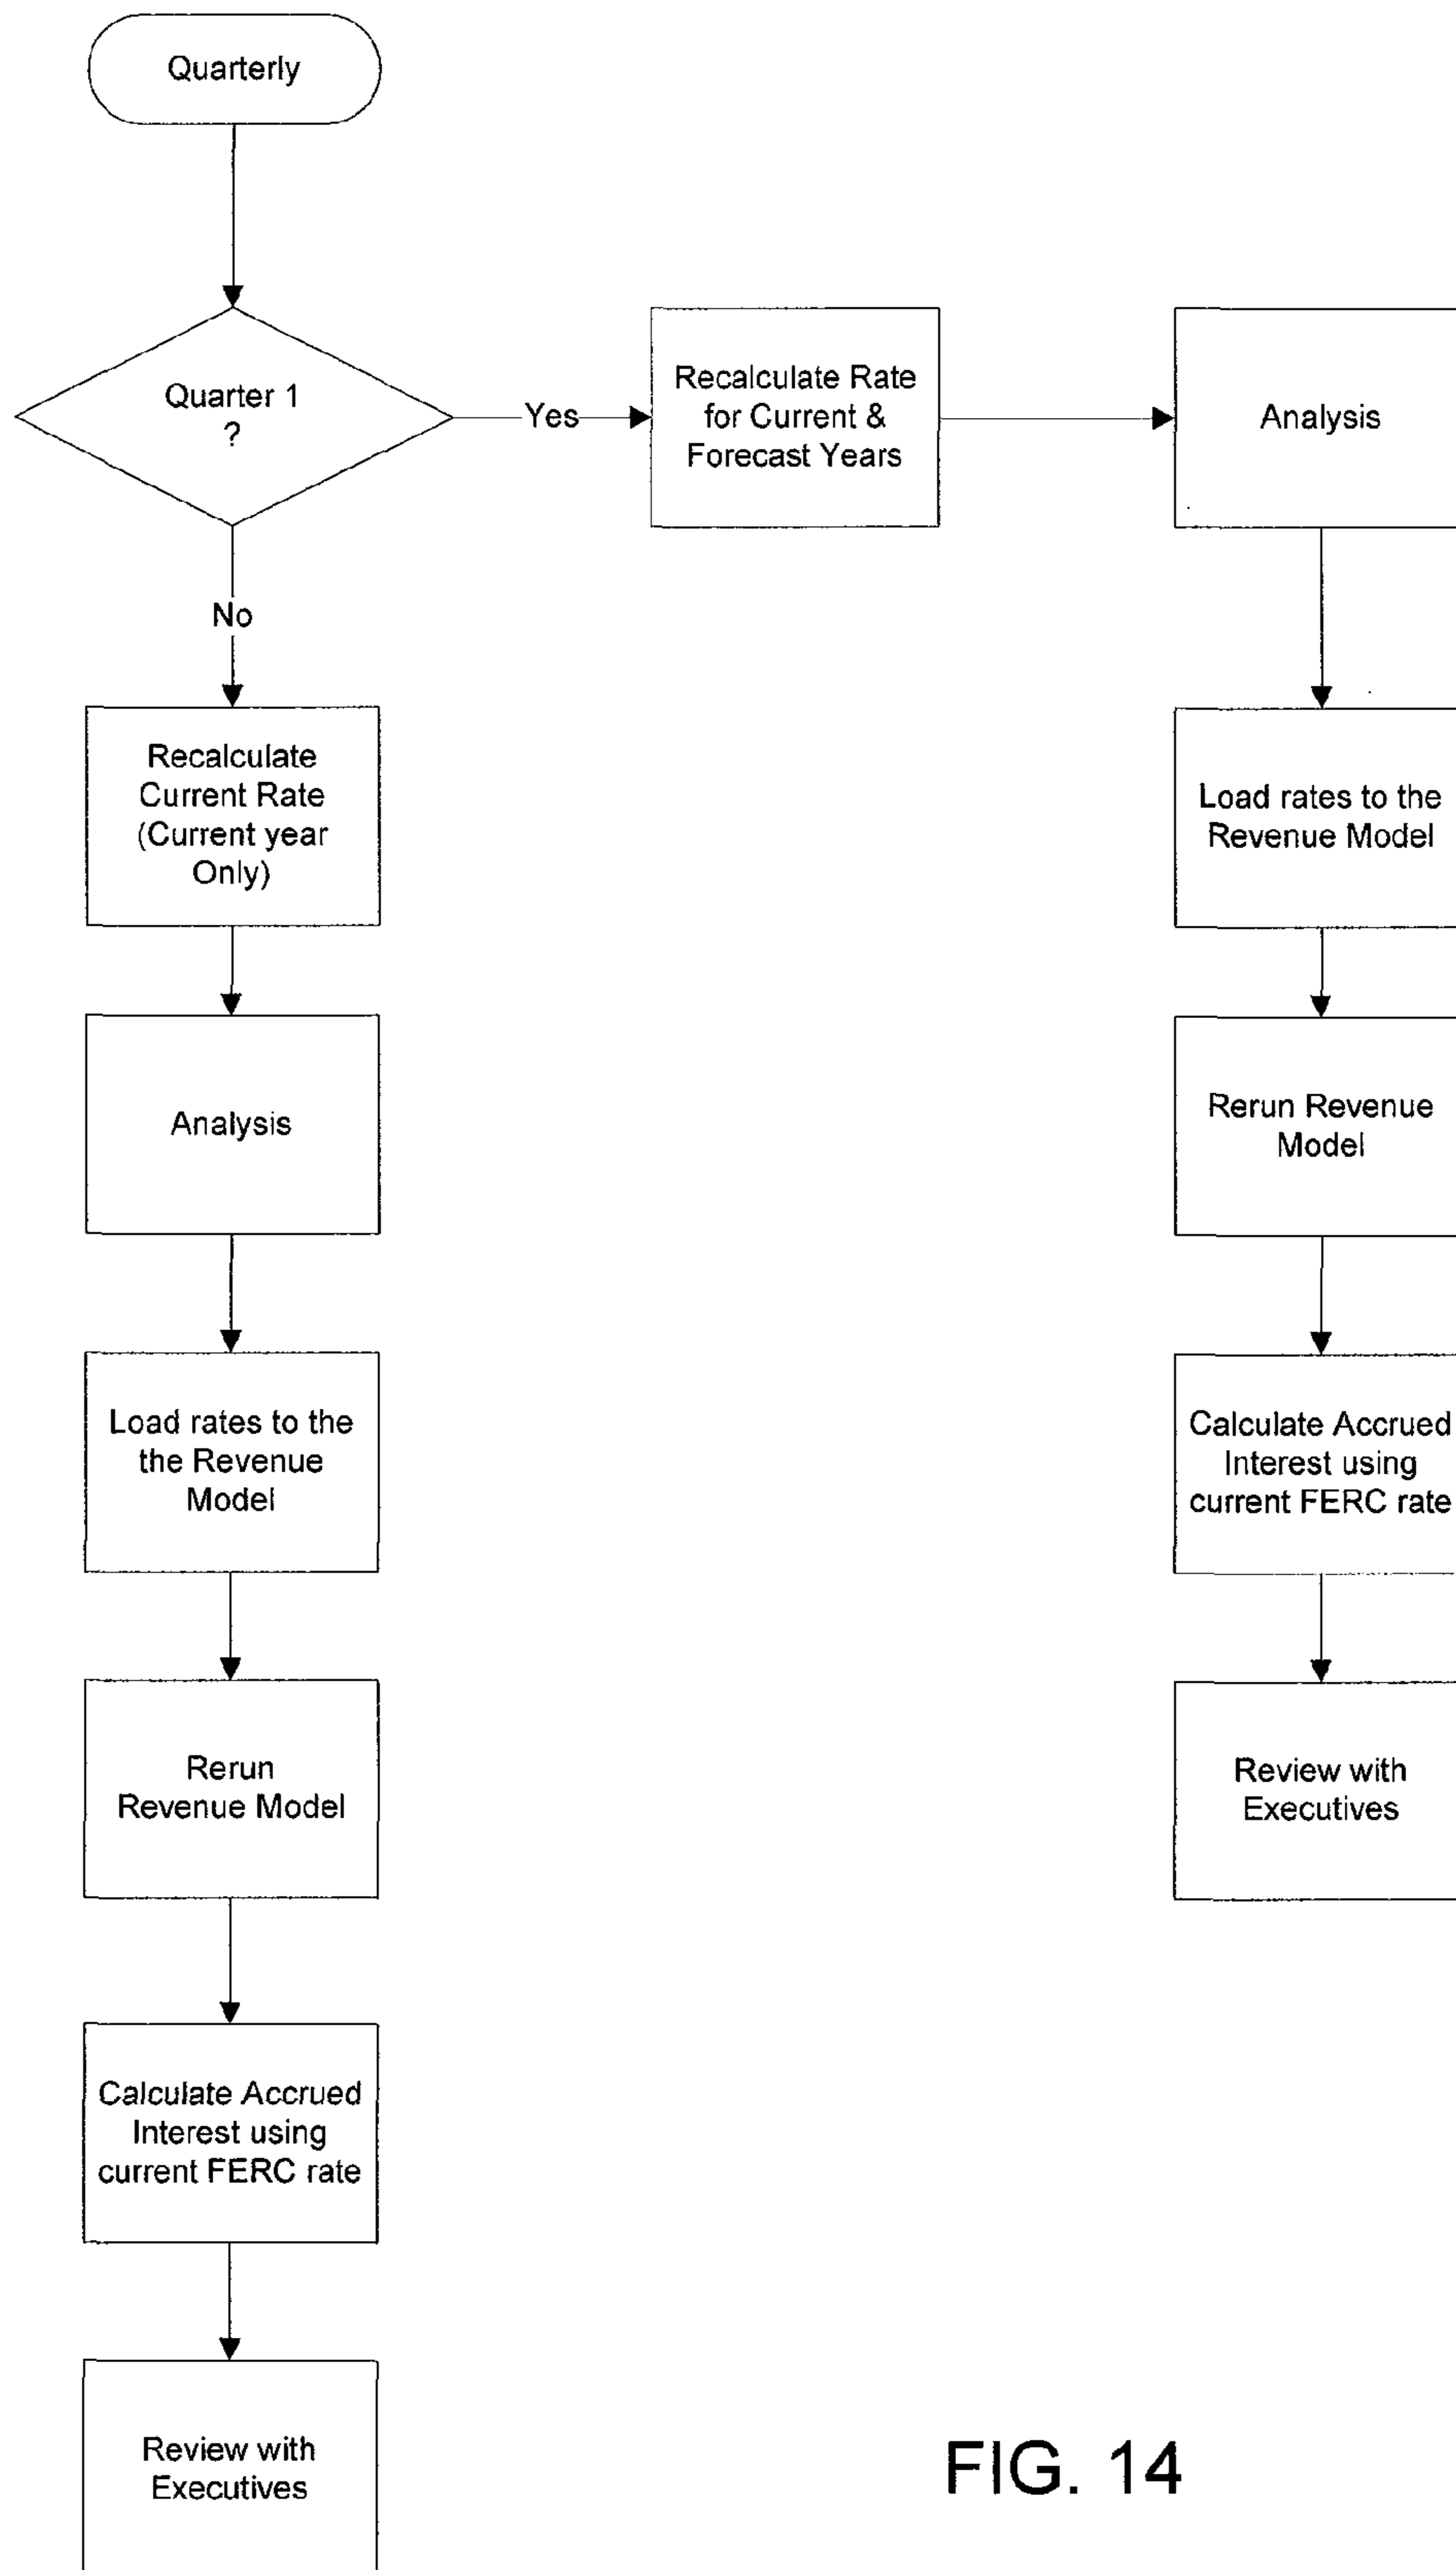 Quarterly
Quarter 1
?
Yes
Recalculate Rate
for Current &
Forecast Years
Analysis
No
Recalculate
Current Rate
(Current year
Only)
Analysis
Load rates to the
the Revenue
Model
Rerun
Revenue Model
Calculate Accrued
Interest using
current FERC rate
Review with
Executives
Load rates to the
Revenue Model
Rerun Revenue
Model
Calculate Accrued
Interest using
current FERC rate
Review with
Executives
FIG. 14